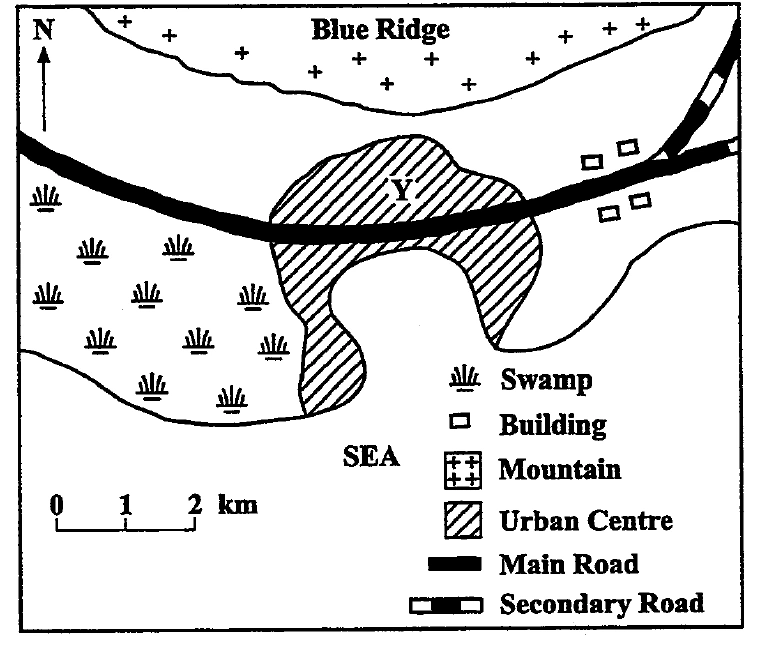 N
Blue Ridge
Y
Swamp
Building
SEA
Mountain
0 1 2 km
Urban Centre
Main Road
Secondary Road